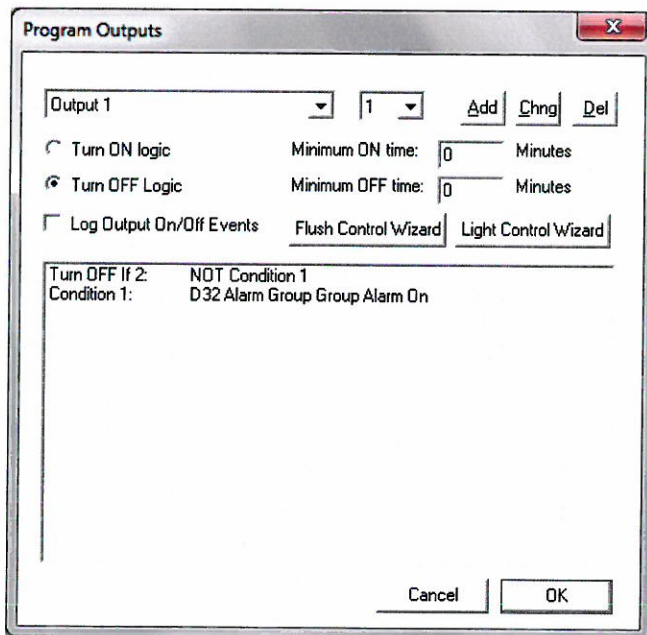 Program Outputs
Output 1 1 Add Chng Del
Turn ON logic Minimum ON time: 0 Minutes
Turn OFF Logic Minimum OFF time: 0 Minutes
Log Output On/Off Events Flush Control Wizard Light Control Wizard
Turn OFF If 2: NOT Condition 1
Condition 1: D32 Alarm Group Group Alarm On
Cancel OK